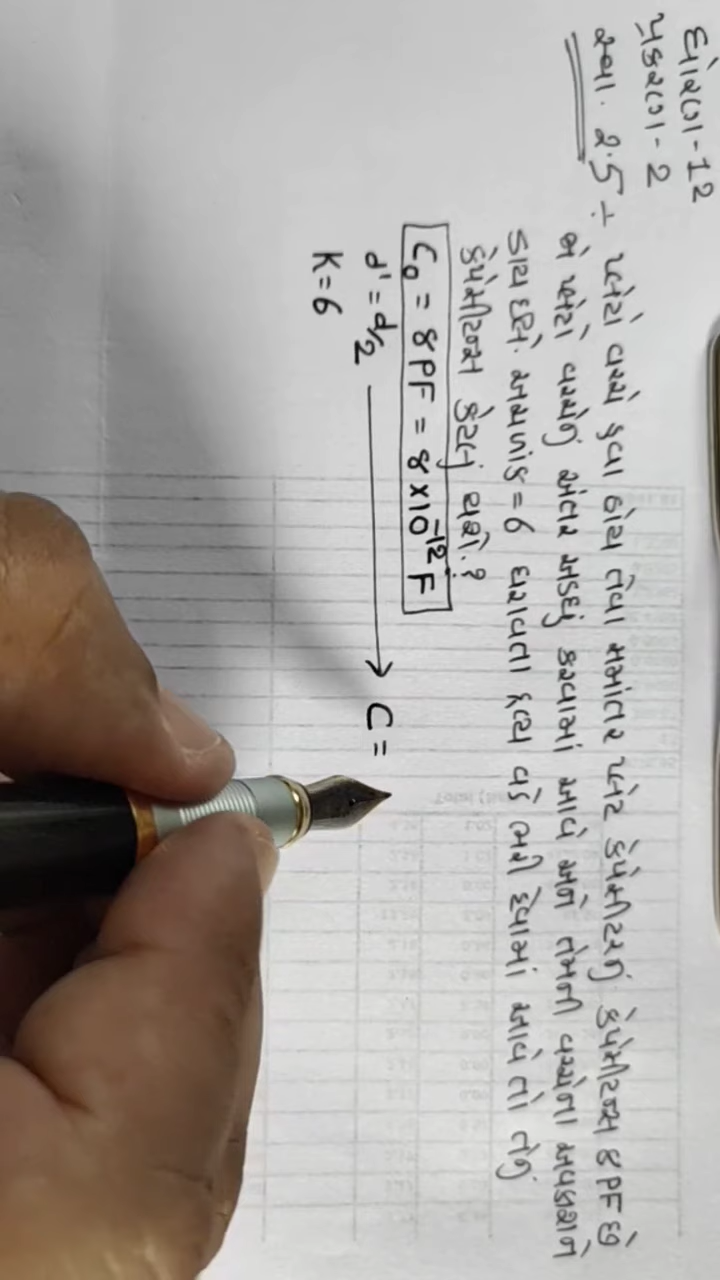 ધોરણ-12
પ્રકરણ-2
સ્વા. 2.5 ÷ પ્લેટો વચ્ચે હવા હોય તેવા સમાંતર પ્લેટ કૅપેસીટરનું કૅપેસીટન્સ 8 PF છે
બે પ્લેટો વચ્ચેનું અંતર અડધું કરવામાં આવે અને તેમની વચ્ચેના અવકાશને
ડાયઇલે. અચળાંક = 6 ધરાવતા દ્રવ્ય વડે ભરી દેવામાં આવે તો તેનું
કૅપેસીટન્સ કેટલું થશે.?
C₀ = 8 PF = 8 × 10⁻¹² F
d' = d/2 → C =
K = 6